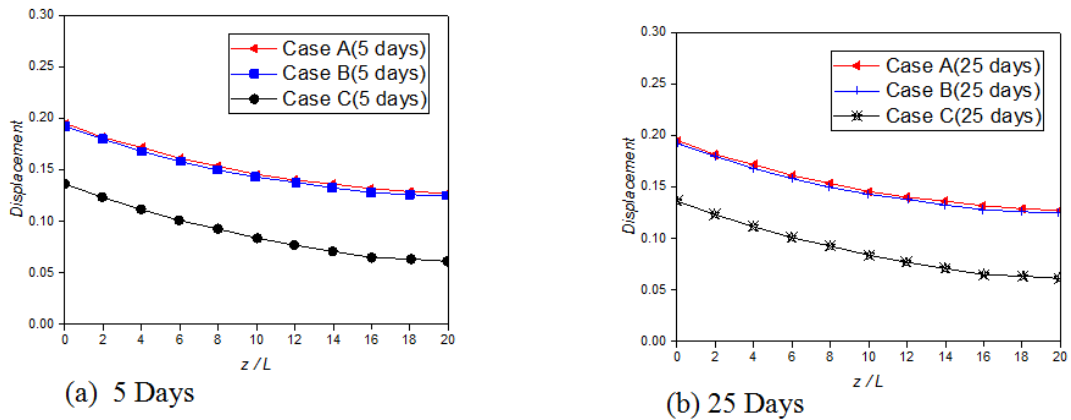 0.30
0.25
0.20
0.15
0.10
0.05
0.00
Displacement
Case A(5 days)
Case B(5 days)
Case C(5 days)
0 2 4 6 8 10 12 14 16 18 20
z / L
(a) 5 Days
0.30
0.25
0.20
0.15
0.10
0.05
0.00
Displacement
Case A(25 days)
Case B(25 days)
Case C(25 days)
0 2 4 6 8 10 12 14 16 18 20
z / L
(b) 25 Days